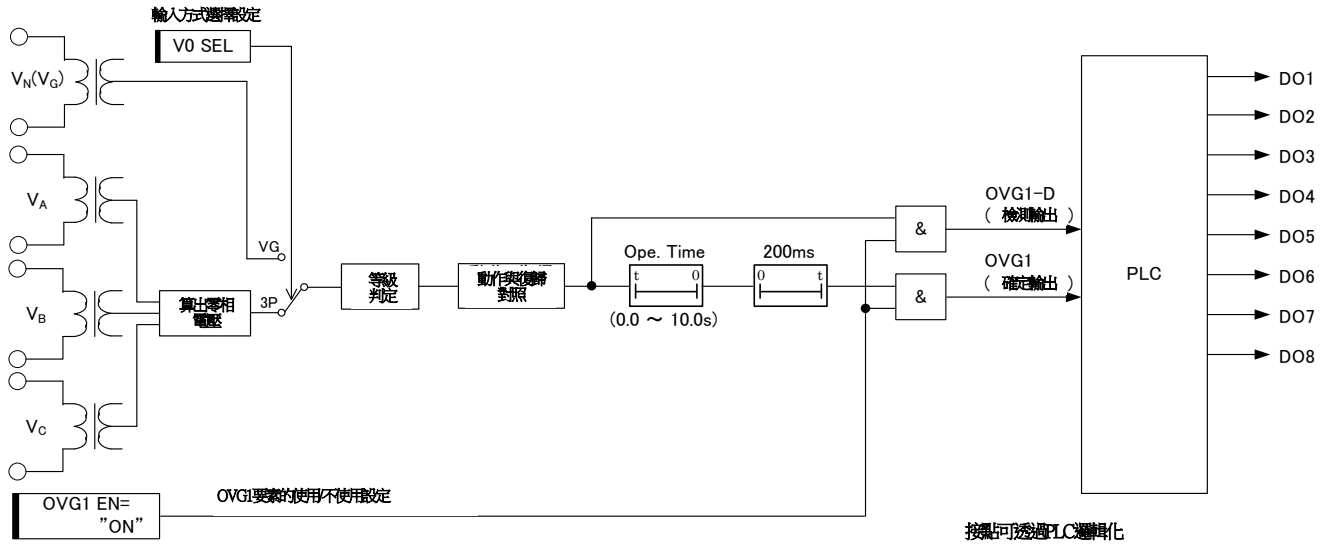 輸入方式選擇設定
V0 SEL
VN(VG)
VA
VB
VC
VG
3P
算出零相
電壓
等級
判定
動作與復歸
對照
Ope. Time
t 0
(0.0 ～ 10.0s)
200ms
0 t
&
&
OVG1-D
( 檢測輸出 )
OVG1
( 確定輸出 )
PLC
DO1
DO2
DO3
DO4
DO5
DO6
DO7
DO8
OVG1 EN=
"ON"
OVG1要素的使用/不使用設定
接點可透過PLC邏輯化